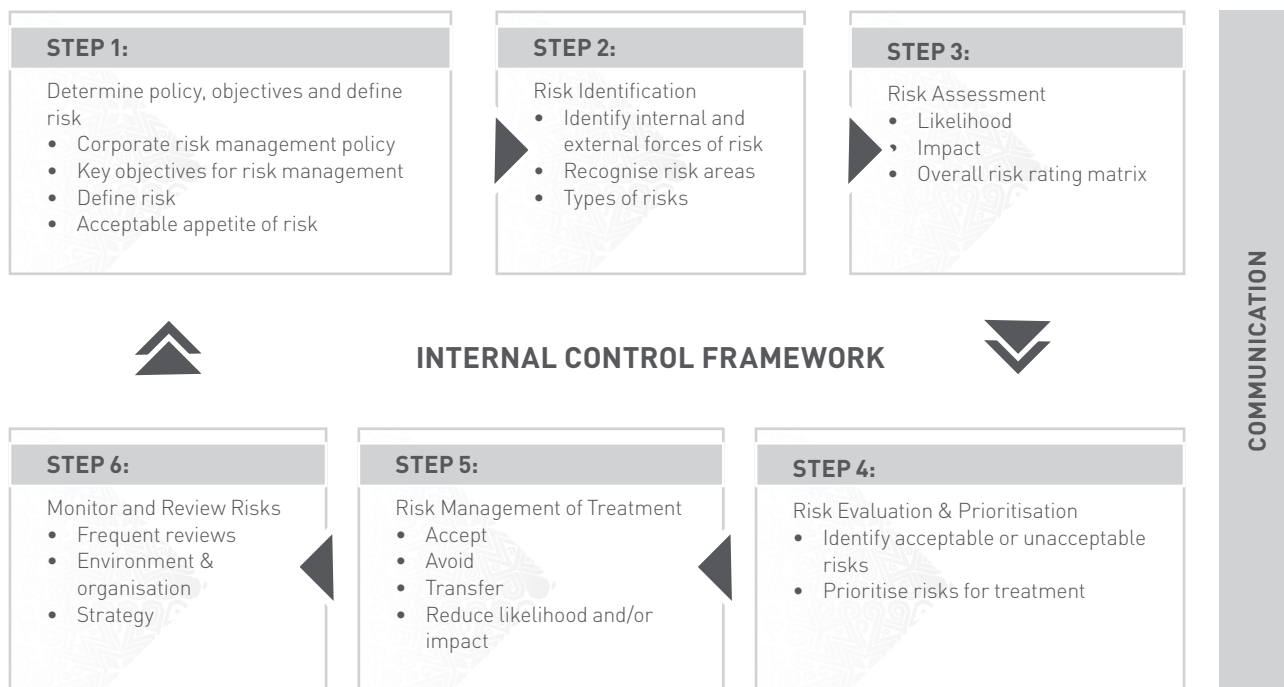 STEP 1:
Determine policy, objectives and define
risk
• Corporate risk management policy
• Key objectives for risk management
• Define risk
• Acceptable appetite of risk
STEP 2:
Risk Identification
• Identify internal and
external forces of risk
• Recognise risk areas
• Types of risks
STEP 3:
Risk Assessment
• Likelihood
• Impact
• Overall risk rating matrix
INTERNAL CONTROL FRAMEWORK
STEP 4:
Risk Evaluation & Prioritisation
• Identify acceptable or unacceptable
risks
• Prioritise risks for treatment
STEP 5:
Risk Management of Treatment
• Accept
• Avoid
• Transfer
• Reduce likelihood and/or
impact
STEP 6:
Monitor and Review Risks
• Frequent reviews
• Environment &
organisation
• Strategy
COMMUNICATION